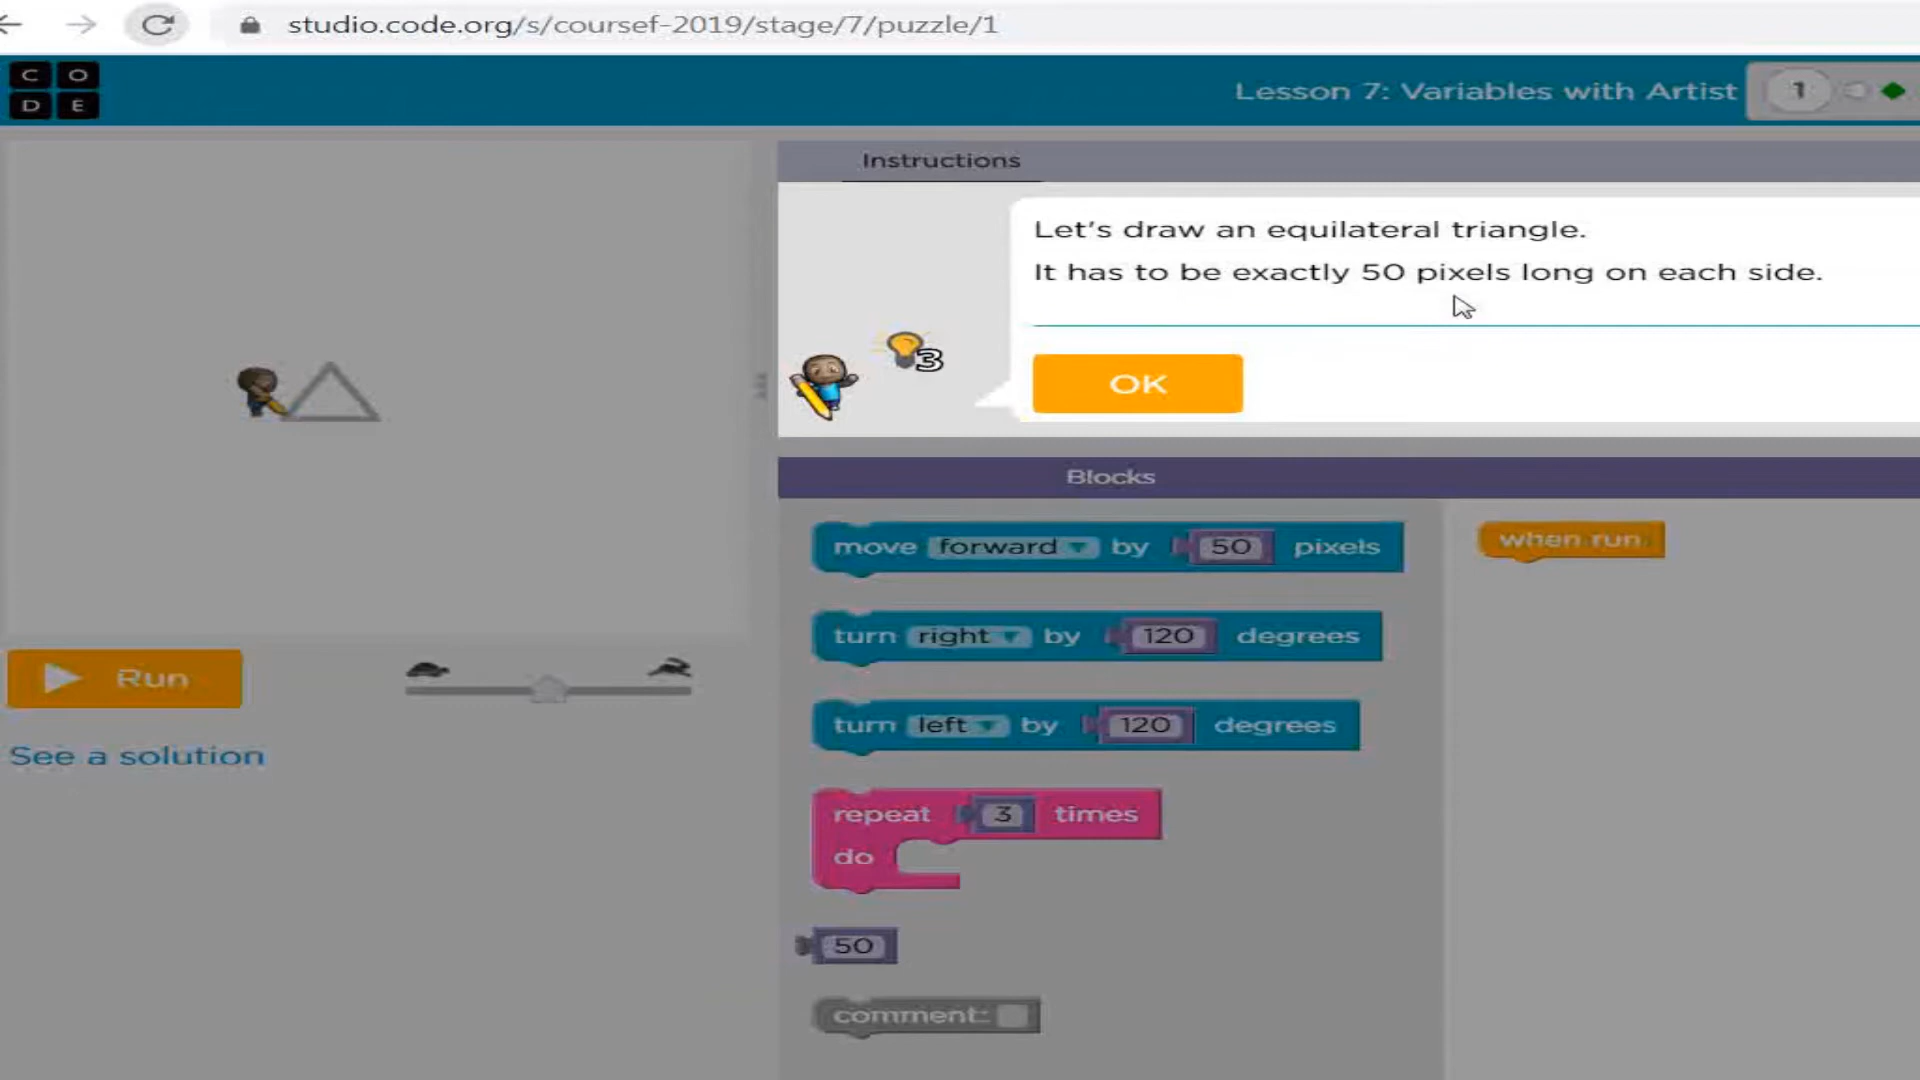 studio.code.org/s/coursef-2019/stage/7/puzzle/1
C O
D E
Lesson 7: Variables with Artist
1
Instructions
Let's draw an equilateral triangle.
It has to be exactly 50 pixels long on each side.
3
OK
Blocks
move forward by 50 pixels
when run
turn right by 120 degrees
Run
turn left by 120 degrees
See a solution
repeat 3 times
do
50
comment: